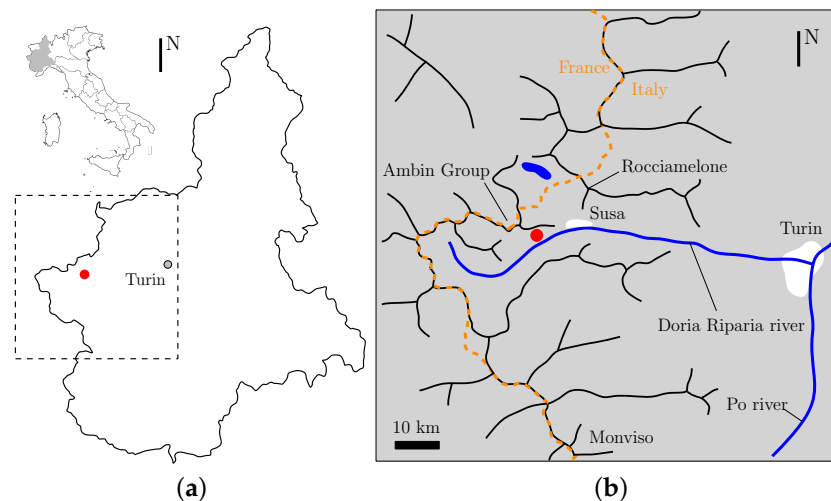 N
Turin
(a)
N
France
Italy
Ambin Group
Rocciamelone
Susa
Turin
Doria Riparia river
Po river
10 km
Monviso
(b)